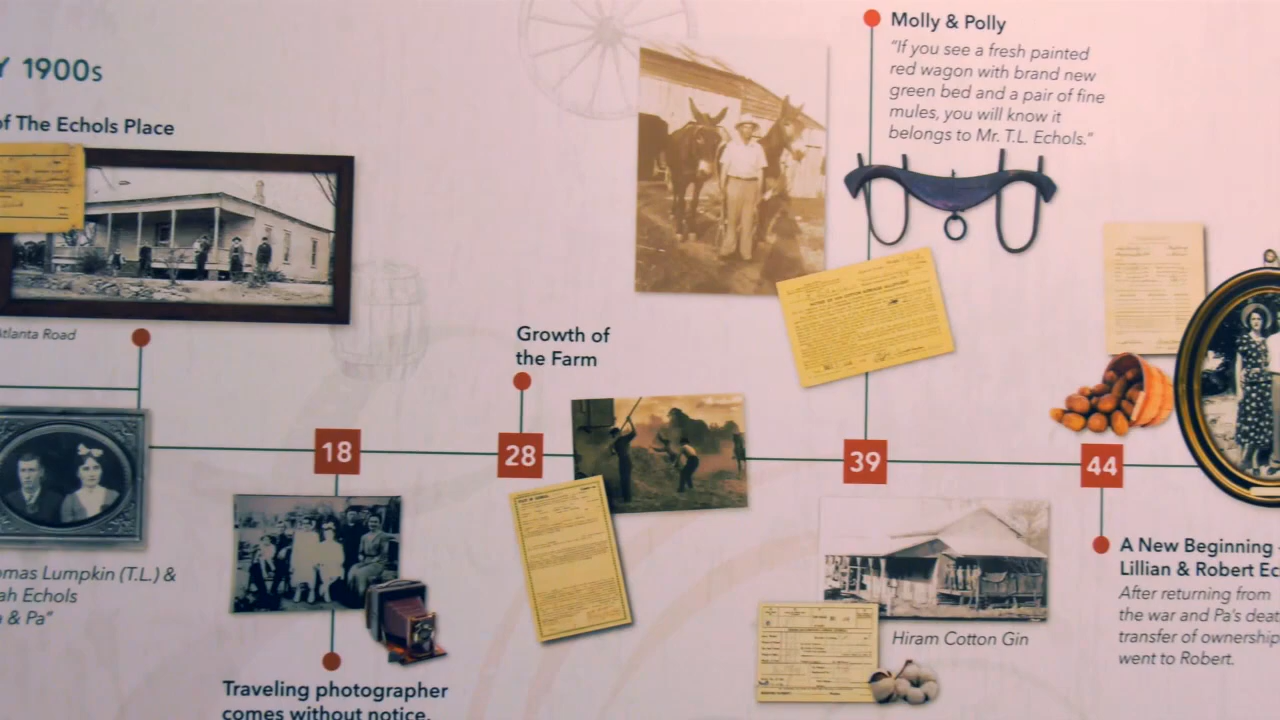 Y 1900s
of The Echols Place
Atlanta Road
omas Lumpkin (T.L.) &
ah Echols
a & Pa"
18
Traveling photographer
comes without notice.
Growth of
the Farm
28
Molly & Polly
"If you see a fresh painted
red wagon with brand new
green bed and a pair of fine
mules, you will know it
belongs to Mr. T.L. Echols."
39
Hiram Cotton Gin
44
A New Beginning -
Lillian & Robert Ec
After returning from
the war and Pa's deat
transfer of ownership
went to Robert.